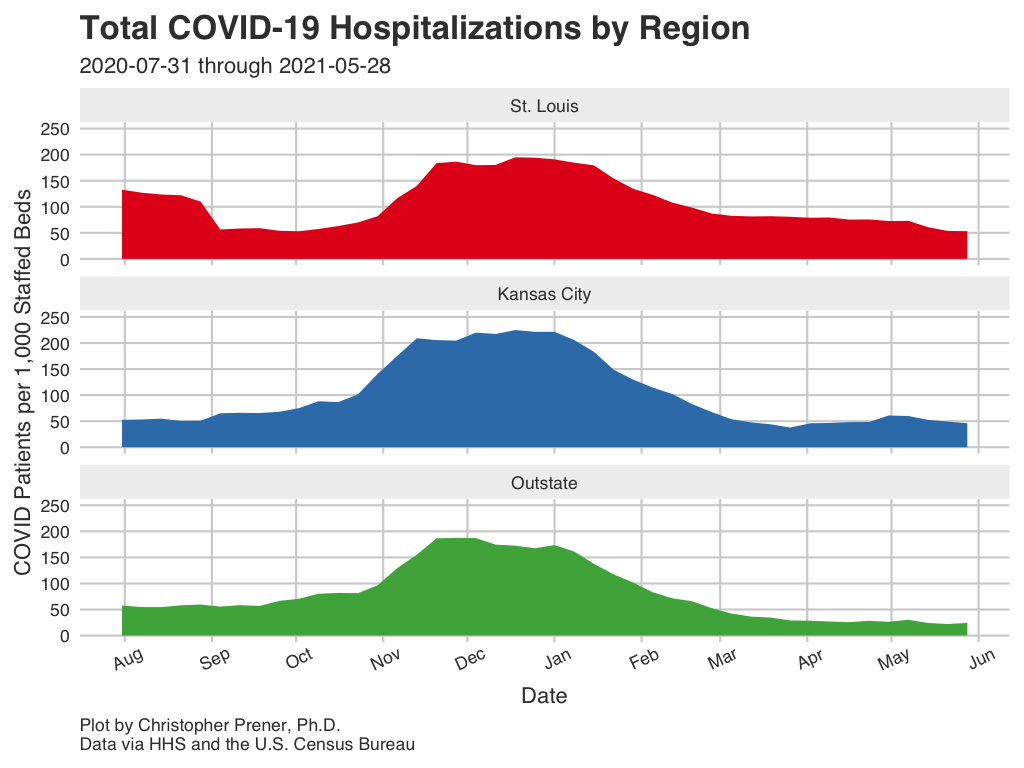 Total COVID-19 Hospitalizations by Region
2020-07-31 through 2021-05-28
COVID Patients per 1,000 Staffed Beds
St. Louis
250
200
150
100
50
0
Kansas City
250
200
150
100
50
0
Outstate
250
200
150
100
50
0
Aug Sep Oct Nov Dec Jan Feb Mar Apr May Jun
Date
Plot by Christopher Prener, Ph.D.
Data via HHS and the U.S. Census Bureau